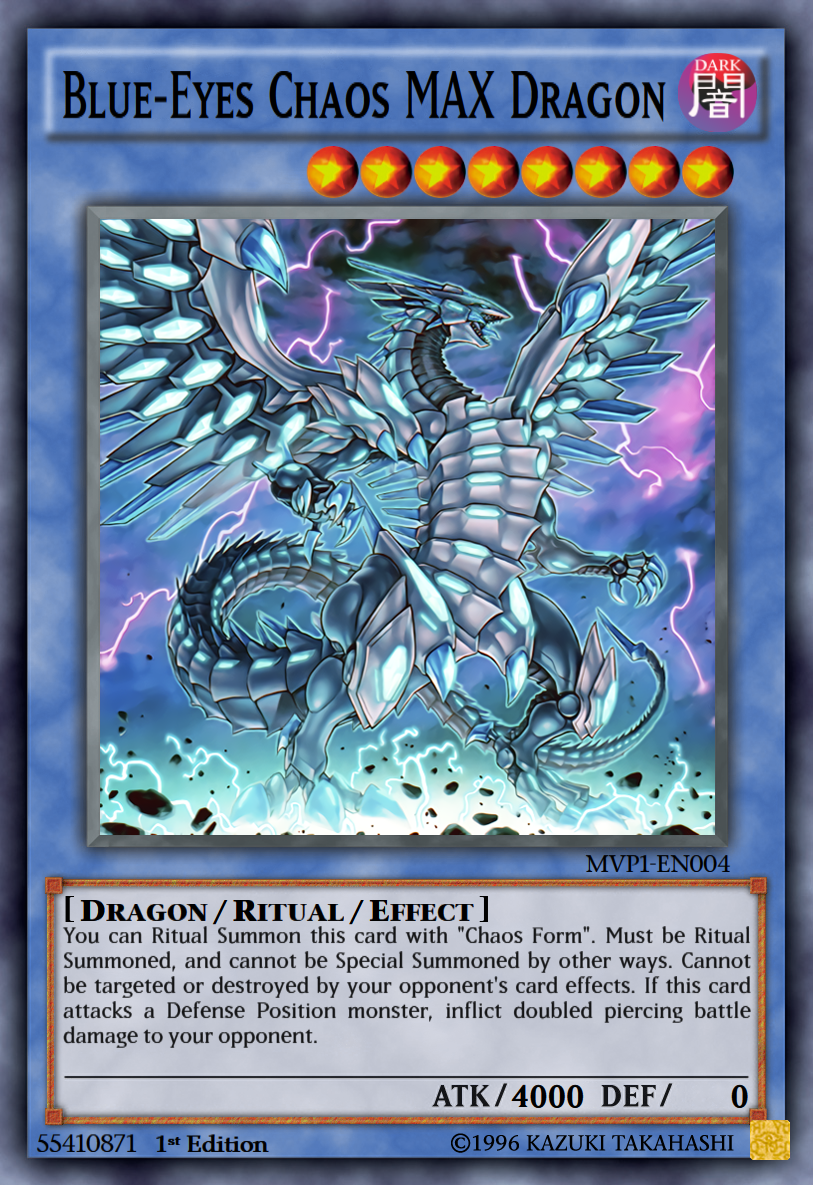 Blue-Eyes Chaos MAX Dragon
DARK
闇
MVP1-EN004
[ Dragon / Ritual / Effect ]
You can Ritual Summon this card with "Chaos Form". Must be Ritual
Summoned, and cannot be Special Summoned by other ways. Cannot
be targeted or destroyed by your opponent's card effects. If this card
attacks a Defense Position monster, inflict doubled piercing battle
damage to your opponent.
ATK / 4000 DEF / 0
55410871 1st Edition ©1996 KAZUKI TAKAHASHI